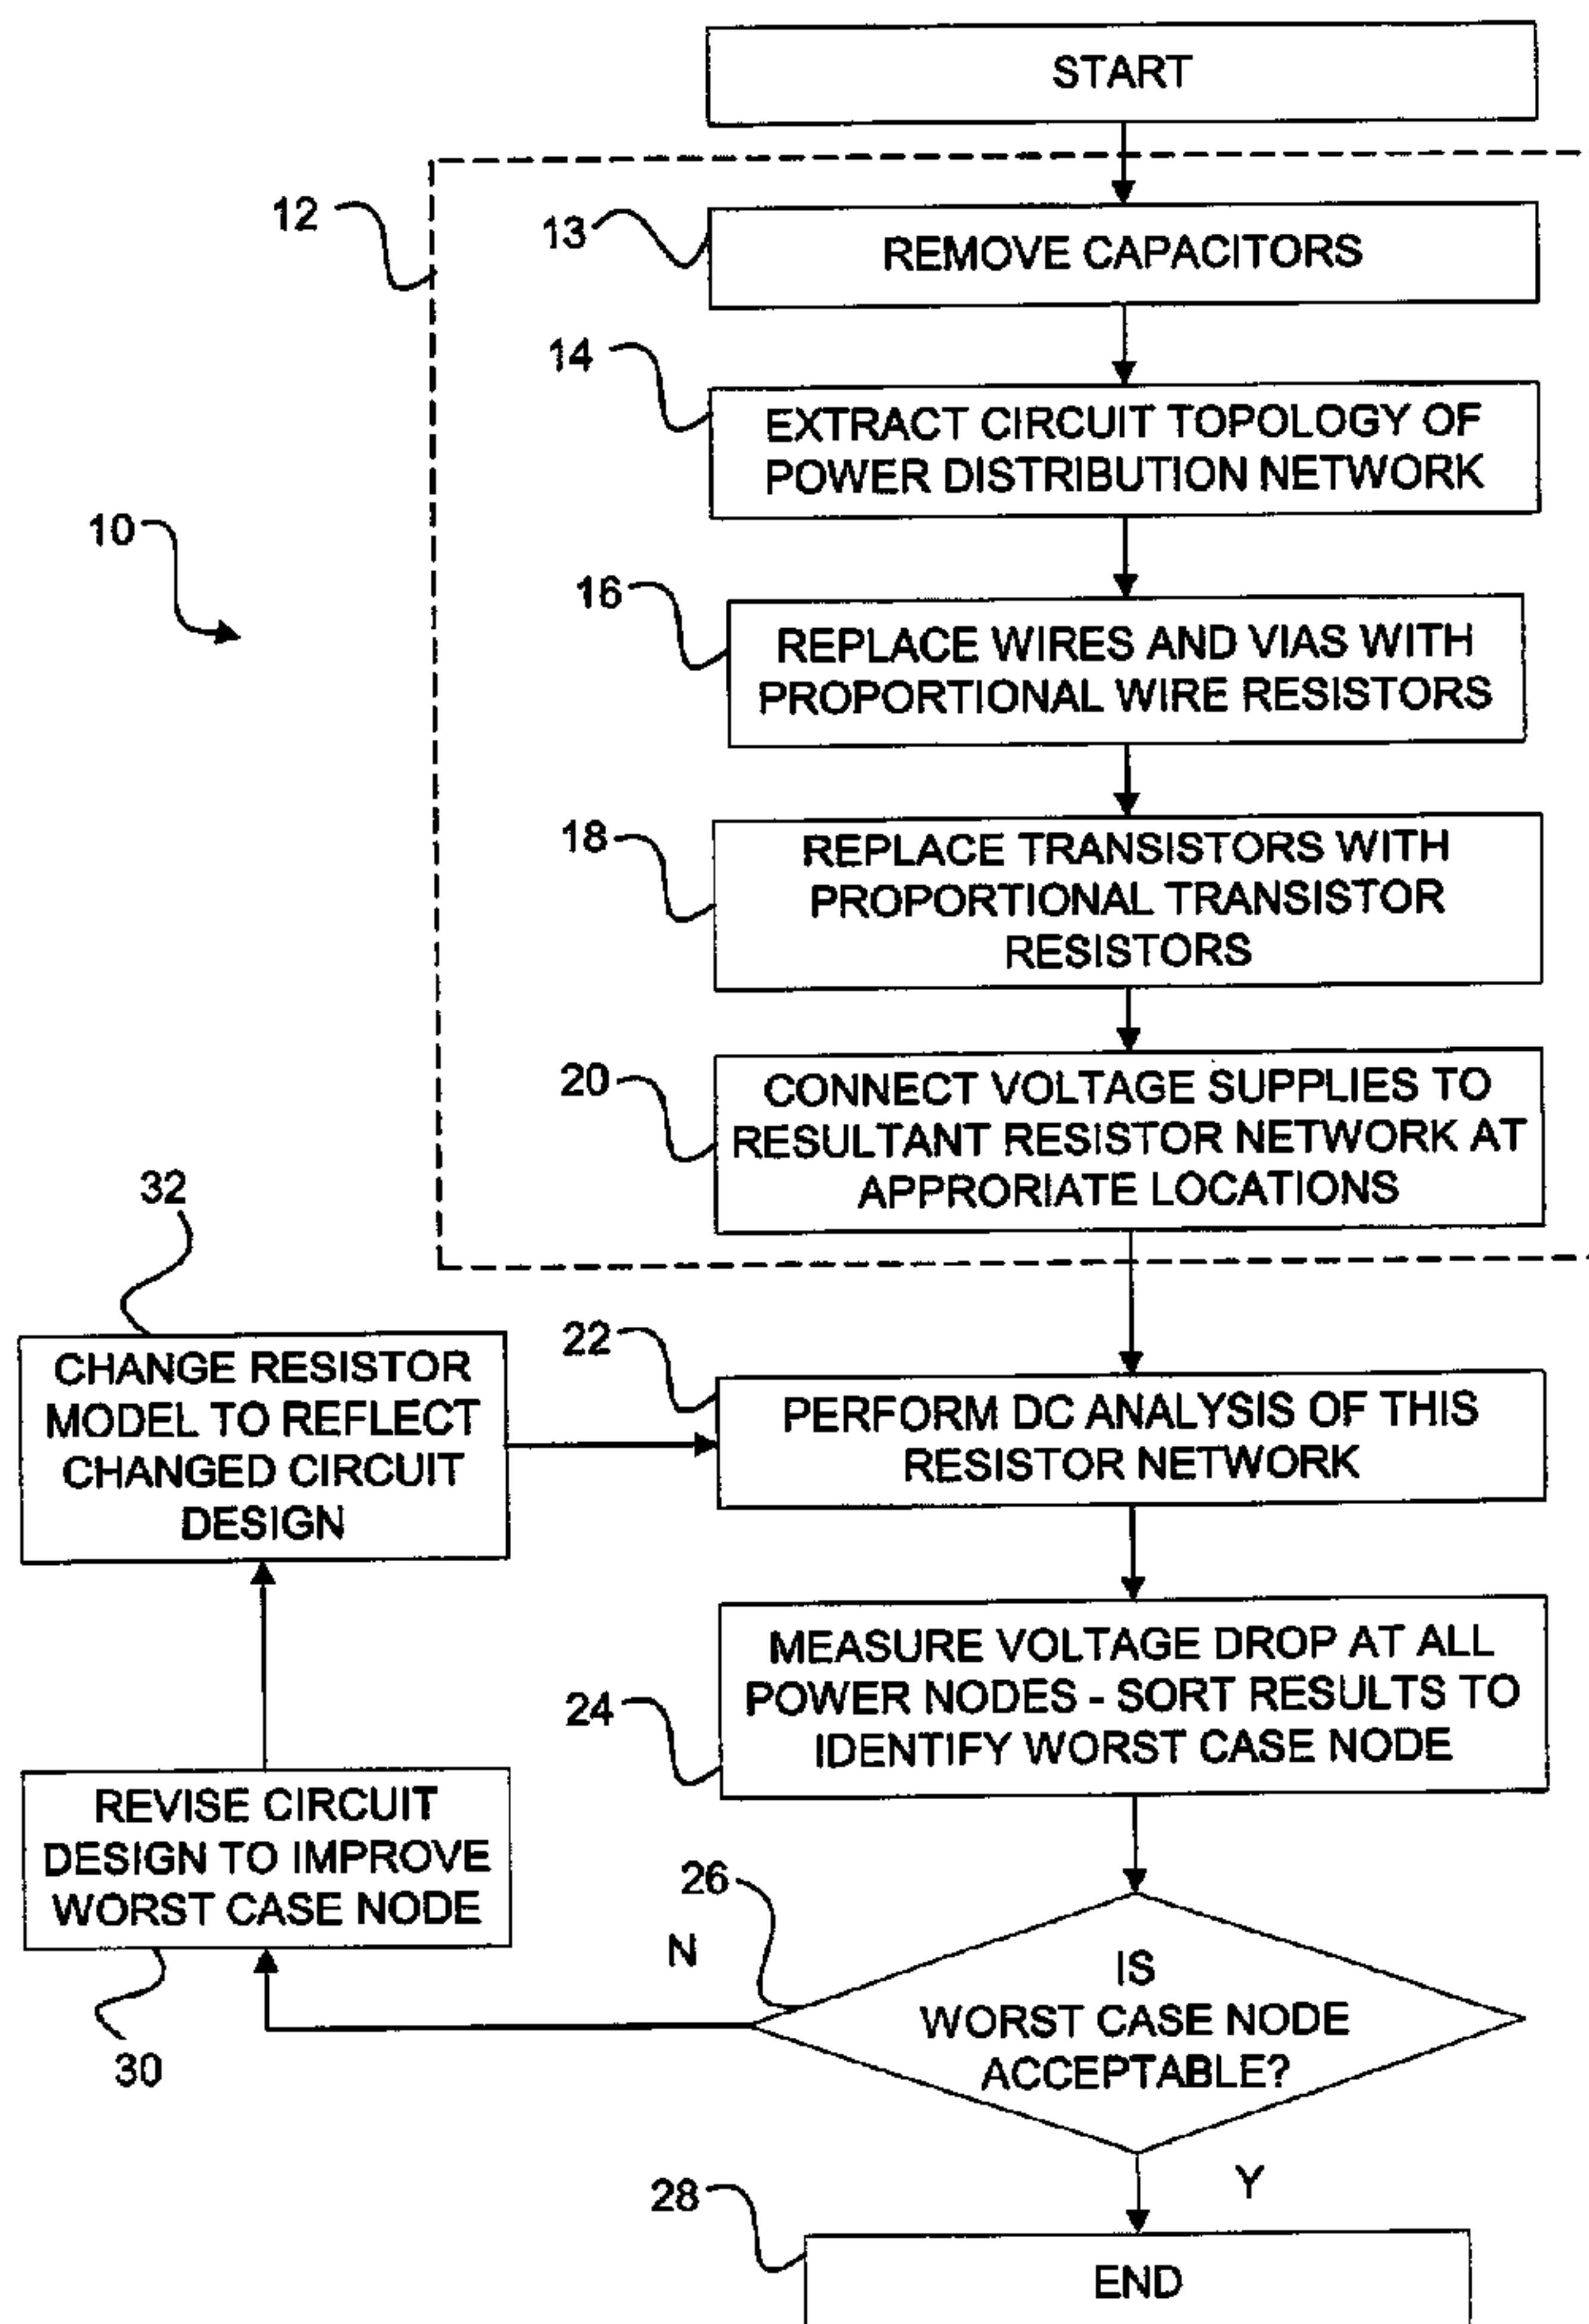 START
12
13
REMOVE CAPACITORS
14
EXTRACT CIRCUIT TOPOLOGY OF
POWER DISTRIBUTION NETWORK
10
16
REPLACE WIRES AND VIAS WITH
PROPORTIONAL WIRE RESISTORS
18
REPLACE TRANSISTORS WITH
PROPORTIONAL TRANSISTOR
RESISTORS
20
CONNECT VOLTAGE SUPPLIES TO
RESULTANT RESISTOR NETWORK AT
APPRORIATE LOCATIONS
32
CHANGE RESISTOR
MODEL TO REFLECT
CHANGED CIRCUIT
DESIGN
22
PERFORM DC ANALYSIS OF THIS
RESISTOR NETWORK
24
MEASURE VOLTAGE DROP AT ALL
POWER NODES - SORT RESULTS TO
IDENTIFY WORST CASE NODE
REVISE CIRCUIT
DESIGN TO IMPROVE
WORST CASE NODE
30
26
N
IS
WORST CASE NODE
ACCEPTABLE?
Y
28
END